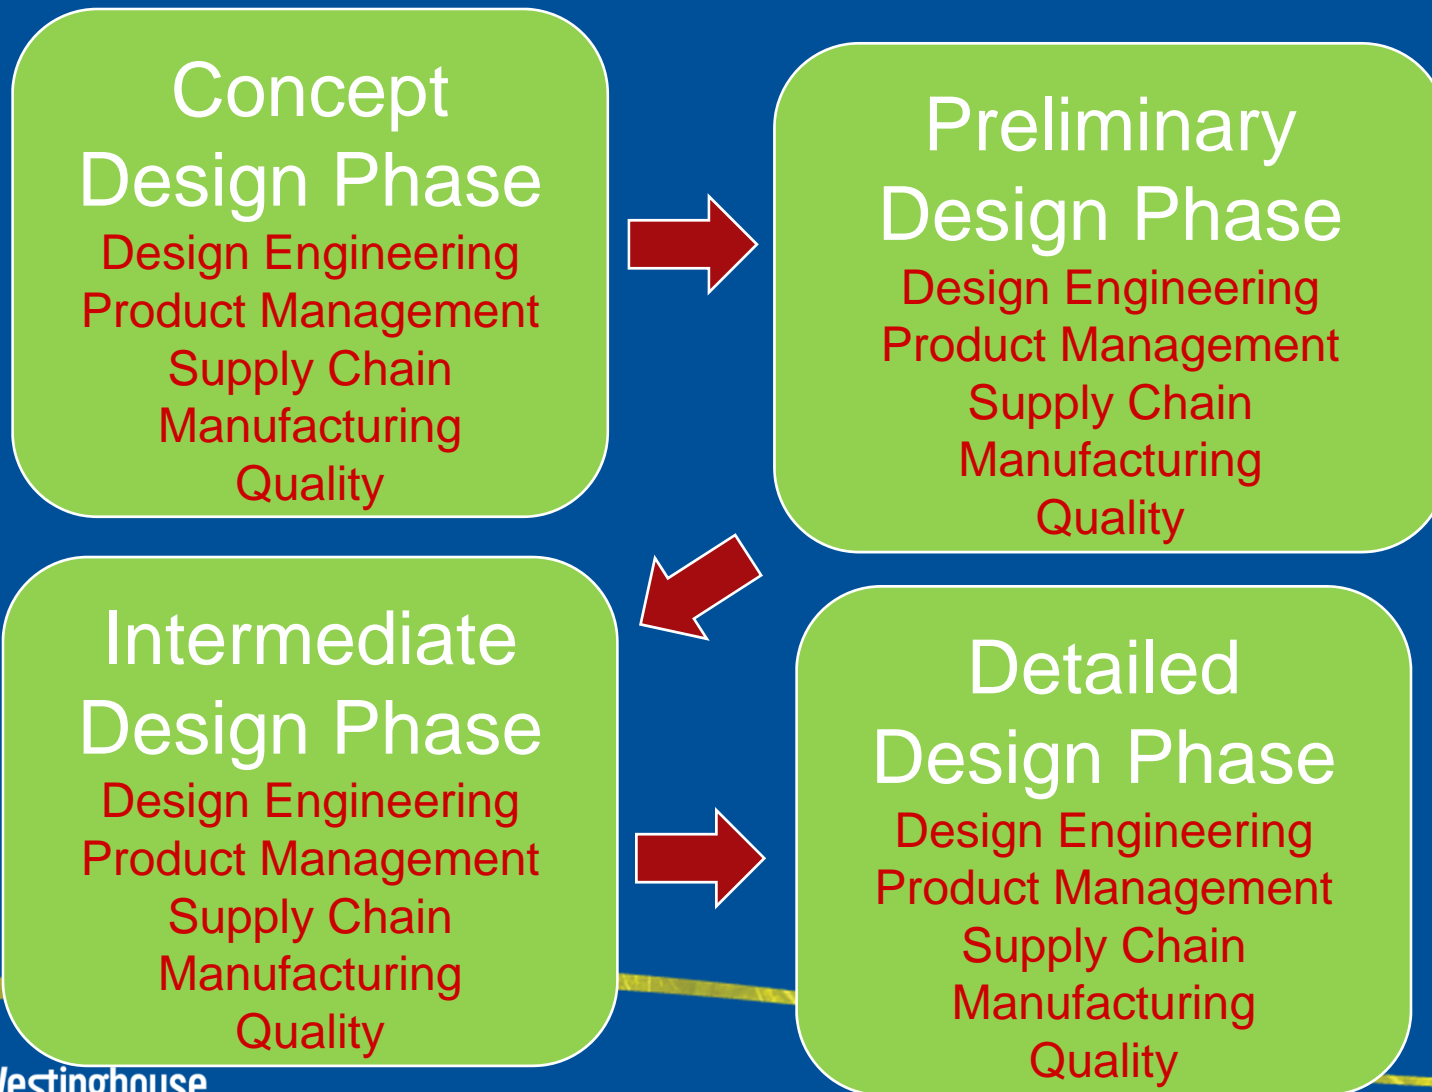 Concept
Design Phase
Design Engineering
Product Management
Supply Chain
Manufacturing
Quality
Preliminary
Design Phase
Design Engineering
Product Management
Supply Chain
Manufacturing
Quality
Intermediate
Design Phase
Design Engineering
Product Management
Supply Chain
Manufacturing
Quality
Detailed
Design Phase
Design Engineering
Product Management
Supply Chain
Manufacturing
Quality
Westinghouse